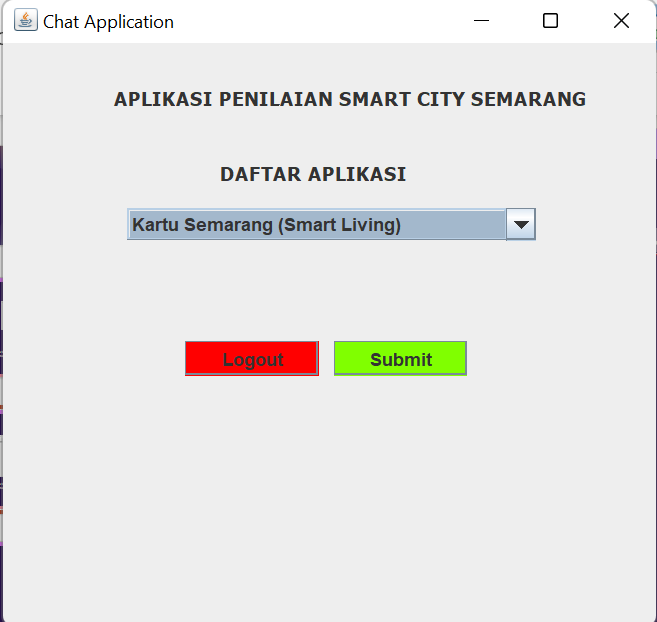 Chat Application
APLIKASI PENILAIAN SMART CITY SEMARANG
DAFTAR APLIKASI
Kartu Semarang (Smart Living)
Logout Submit